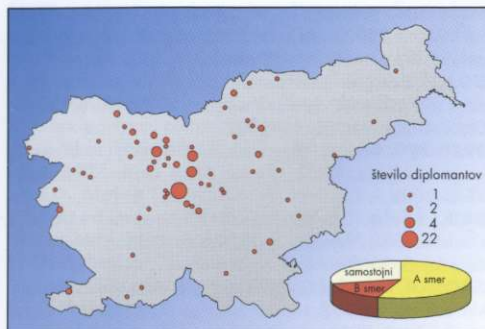 število diplomantov
1
2
4
22
samostojni
A smer
B smer